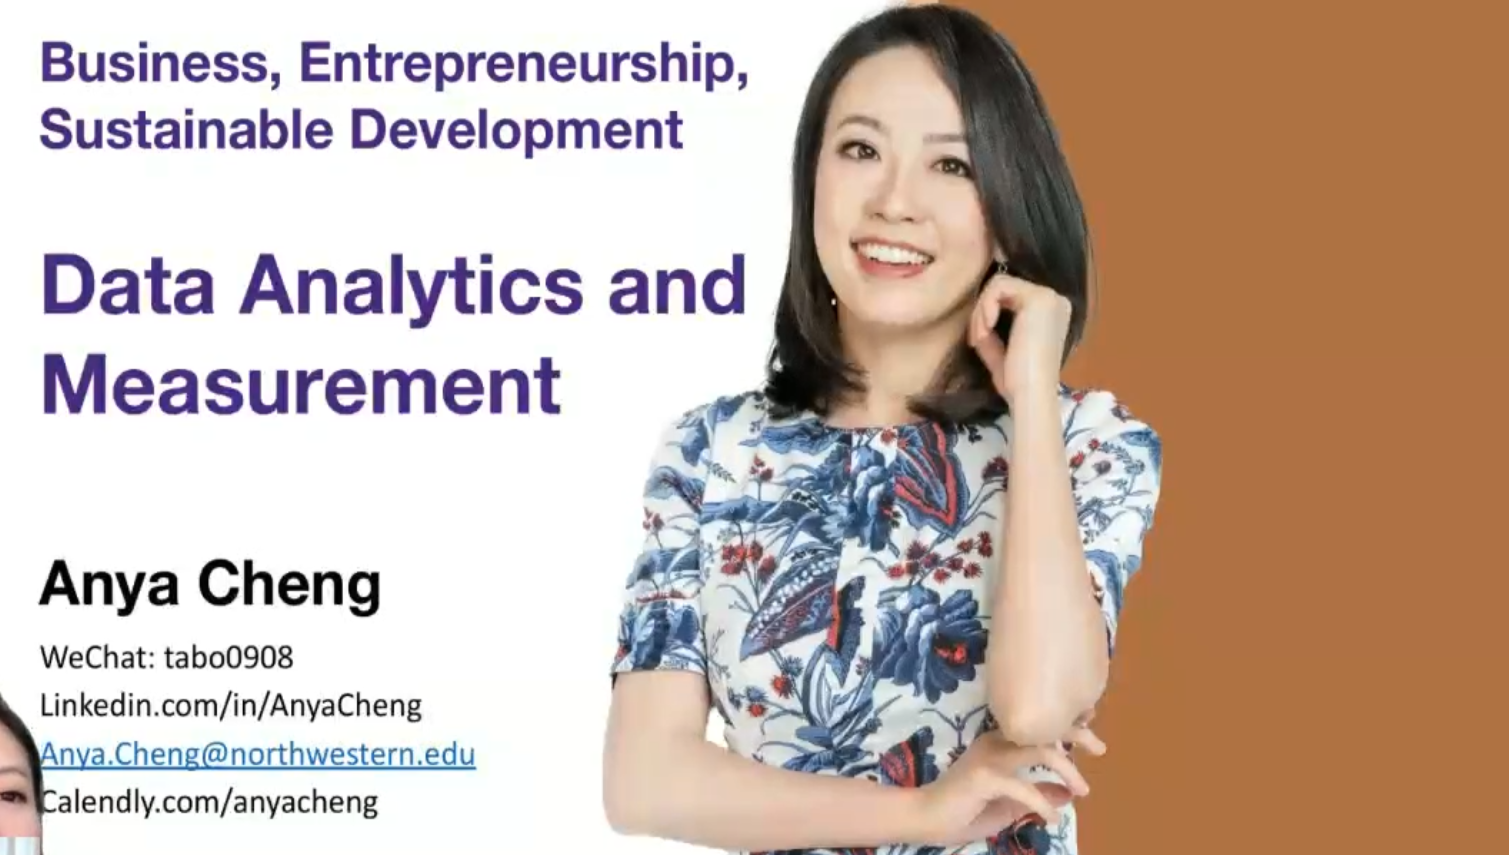 Business, Entrepreneurship,
Sustainable Development
Data Analytics and
Measurement
Anya Cheng
WeChat: tabo0908
Linkedin.com/in/AnyaCheng
Anya.Cheng@northwestern.edu
Calendly.com/anyacheng